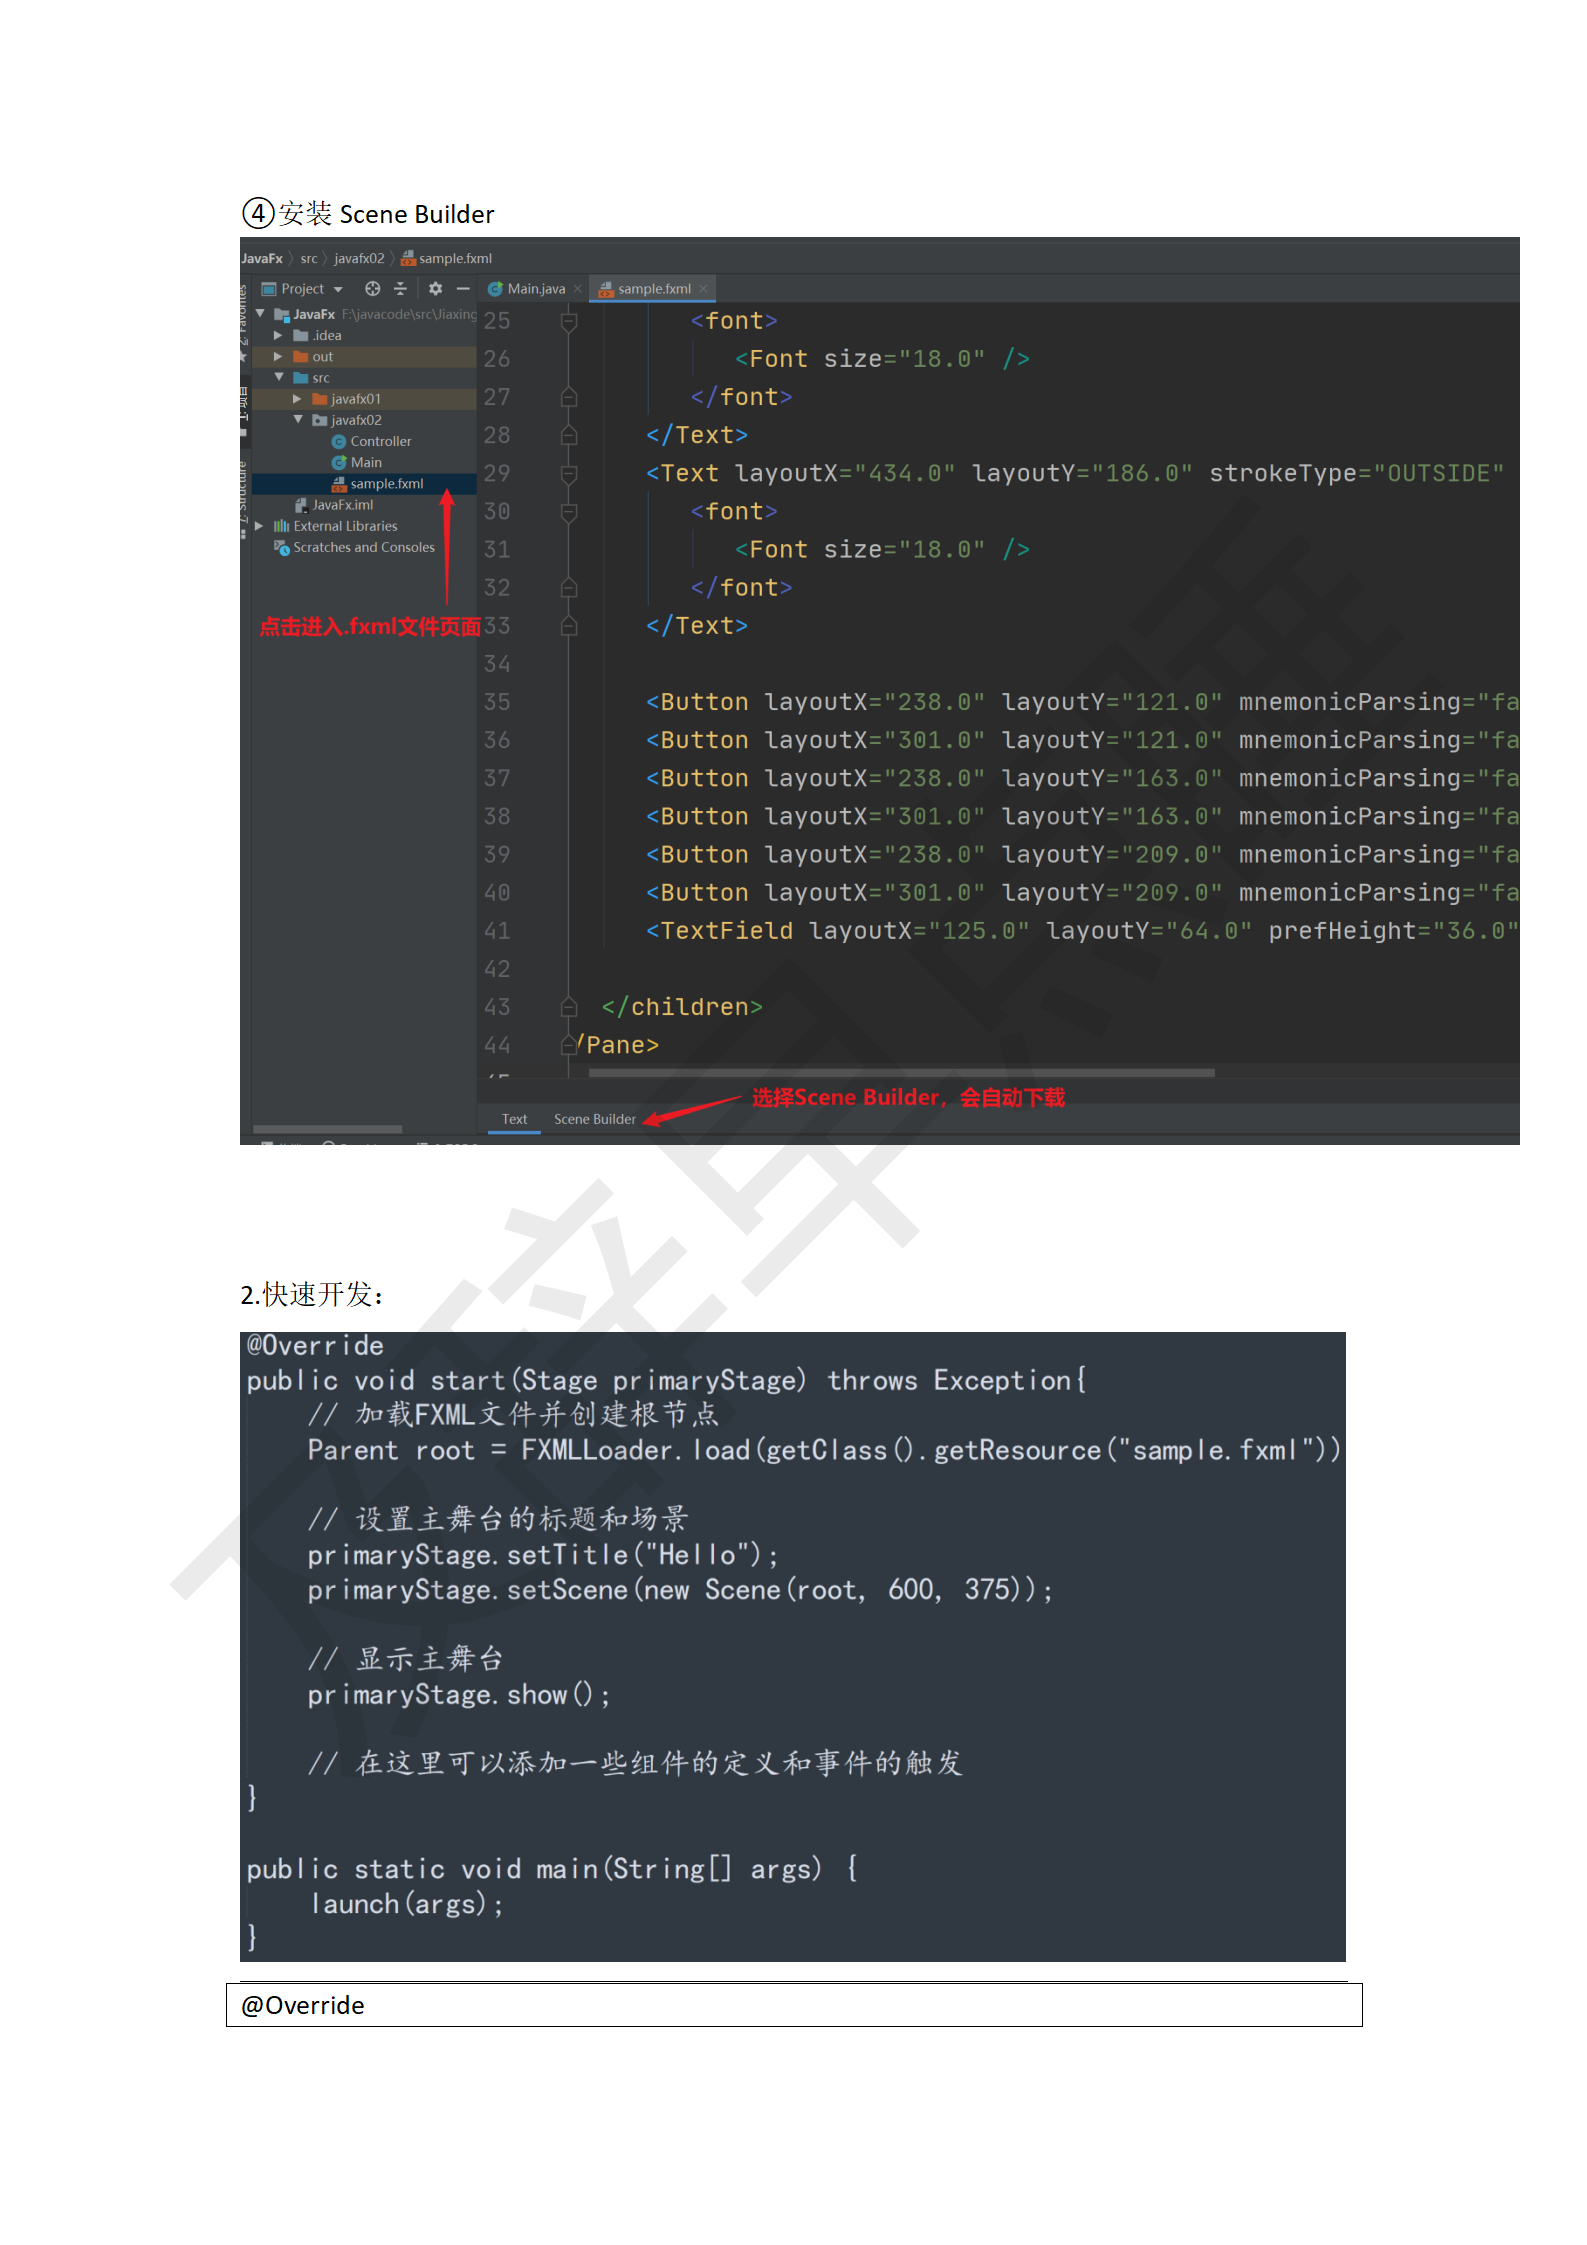 ④安装 Scene Builder
JavaFx 〉 src 〉 javafx02 〉 sample.fxml
Project
Main.java × sample.fxml ×
JavaFx F:\javacode\src\Jiaxing
.idea
out
src
javafx01
javafx02
Controller
Main
sample.fxml
JavaFx.iml
External Libraries
Scratches and Consoles
点击进入.fxml文件页面
25 <font>
26 <Font size="18.0" />
27 </font>
28 </Text>
29 <Text layoutX="434.0" layoutY="186.0" strokeType="OUTSIDE"
30 <font>
31 <Font size="18.0" />
32 </font>
33 </Text>
34
35 <Button layoutX="238.0" layoutY="121.0" mnemonicParsing="fa
36 <Button layoutX="301.0" layoutY="121.0" mnemonicParsing="fa
37 <Button layoutX="238.0" layoutY="163.0" mnemonicParsing="fa
38 <Button layoutX="301.0" layoutY="163.0" mnemonicParsing="fa
39 <Button layoutX="238.0" layoutY="209.0" mnemonicParsing="fa
40 <Button layoutX="301.0" layoutY="209.0" mnemonicParsing="fa
41 <TextField layoutX="125.0" layoutY="64.0" prefHeight="36.0"
42
43 </children>
44 /Pane>
选择Scene Builder，会自动下载
Text Scene Builder
2.快速开发：
@Override
public void start(Stage primaryStage) throws Exception{
// 加载FXML文件并创建根节点
Parent root = FXMLLoader.load(getClass().getResource("sample.fxml"))
// 设置主舞台的标题和场景
primaryStage.setTitle("Hello");
primaryStage.setScene(new Scene(root, 600, 375));
// 显示主舞台
primaryStage.show();
// 在这里可以添加一些组件的定义和事件的触发
}
public static void main(String[] args) {
launch(args);
}
@Override